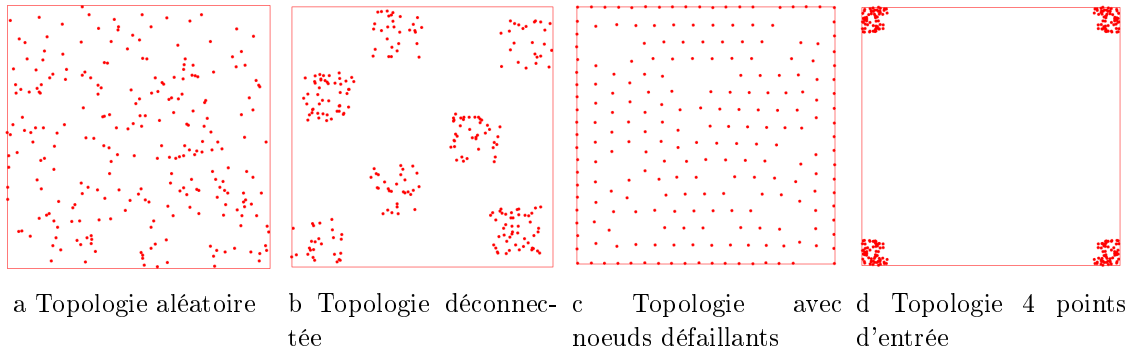 a Topologie aléatoire
b Topologie déconnec-
tée
c Topologie avec
noeuds défaillants
d Topologie 4 points
d'entrée